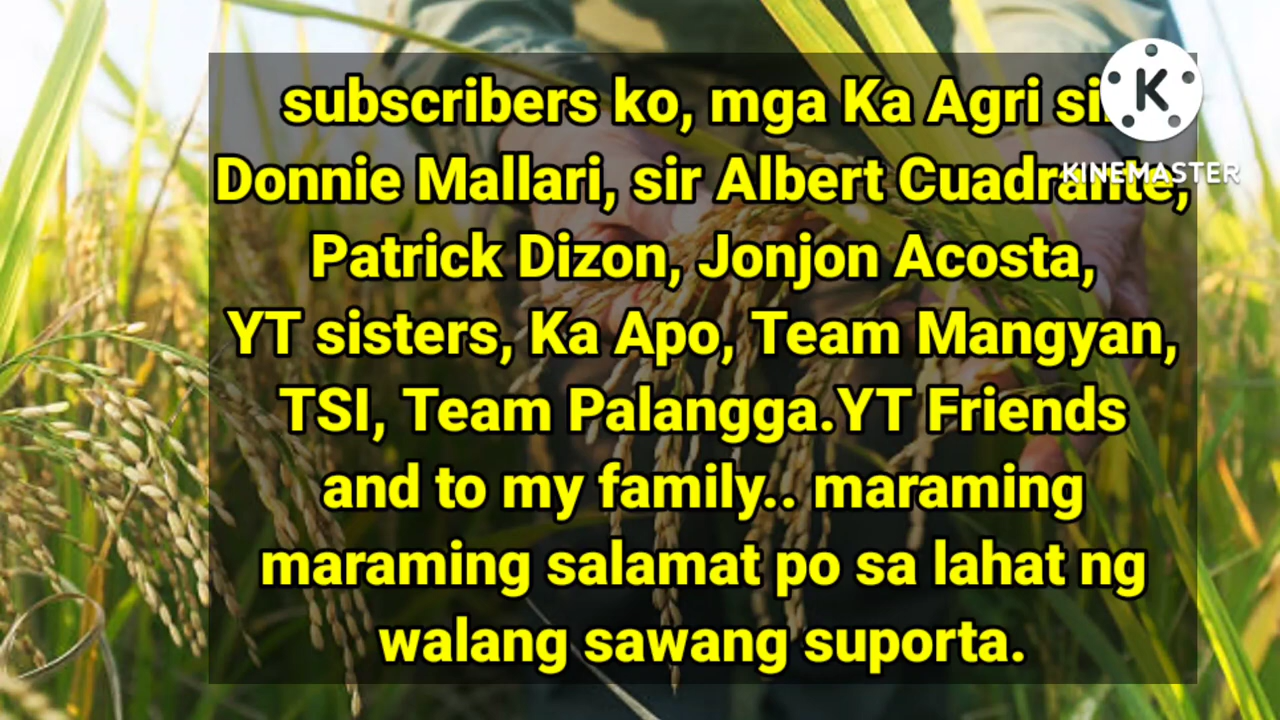 subscribers ko, mga Ka Agri sir
Donnie Mallari, sir Albert Cuadrante,
Patrick Dizon, Jonjon Acosta,
YT sisters, Ka Apo, Team Mangyan,
TSI, Team Palangga.YT Friends
and to my family.. maraming
maraming salamat po sa lahat ng
walang sawang suporta.
K
KINEMASTER